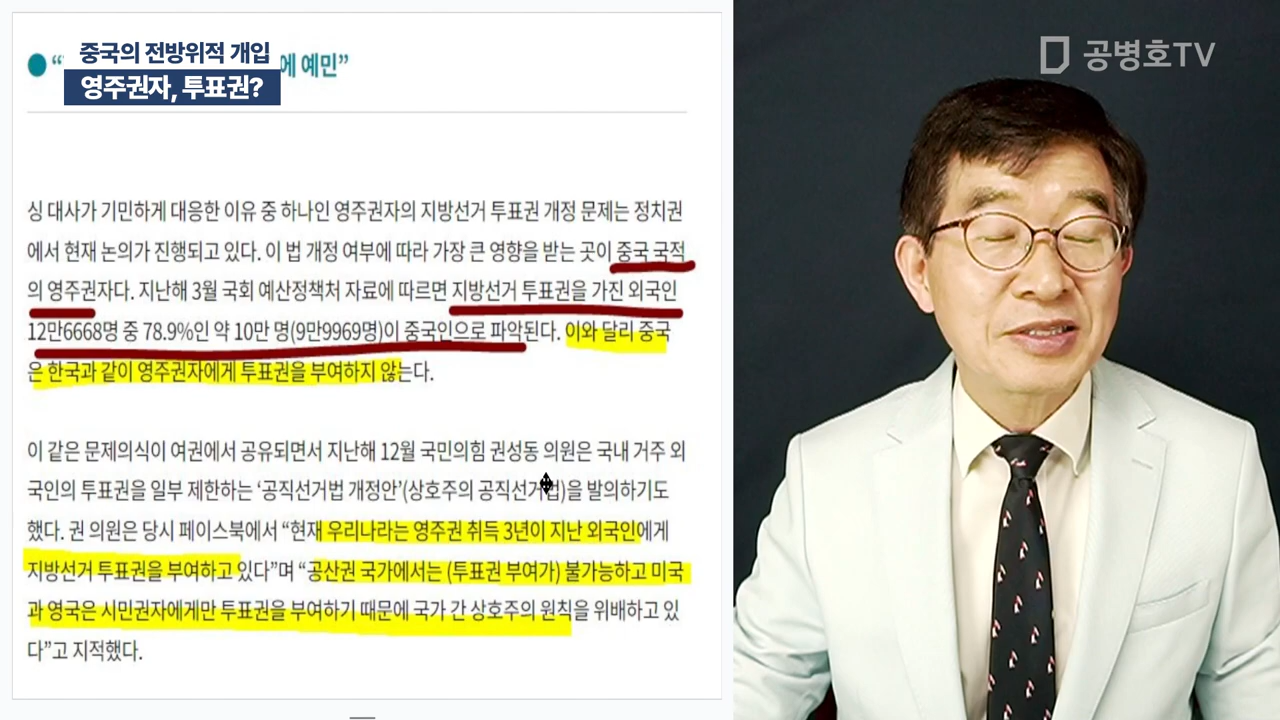 중국의 전방위적 개입
●“ 에 예민”
영주권자, 투표권?
공병호TV
싱 대사가 기민하게 대응한 이유 중 하나인 영주권자의 지방선거 투표권 개정 문제는 정치권
에서 현재 논의가 진행되고 있다. 이 법 개정 여부에 따라 가장 큰 영향을 받는 곳이 중국 국적
의 영주권자다. 지난해 3월 국회 예산정책처 자료에 따르면 지방선거 투표권을 가진 외국인
12만6668명 중 78.9%인 약 10만 명(9만9969명)이 중국인으로 파악된다. 이와 달리 중국
은 한국과 같이 영주권자에게 투표권을 부여하지 않는다.
이 같은 문제의식이 여권에서 공유되면서 지난해 12월 국민의힘 권성동 의원은 국내 거주 외
국인의 투표권을 일부 제한하는 ‘공직선거법 개정안’(상호주의 공직선거법)을 발의하기도
했다. 권 의원은 당시 페이스북에서 “현재 우리나라는 영주권 취득 3년이 지난 외국인에게
지방선거 투표권을 부여하고 있다”며 “공산권 국가에서는 (투표권 부여가) 불가능하고 미국
과 영국은 시민권자에게만 투표권을 부여하기 때문에 국가 간 상호주의 원칙을 위배하고 있
다”고 지적했다.